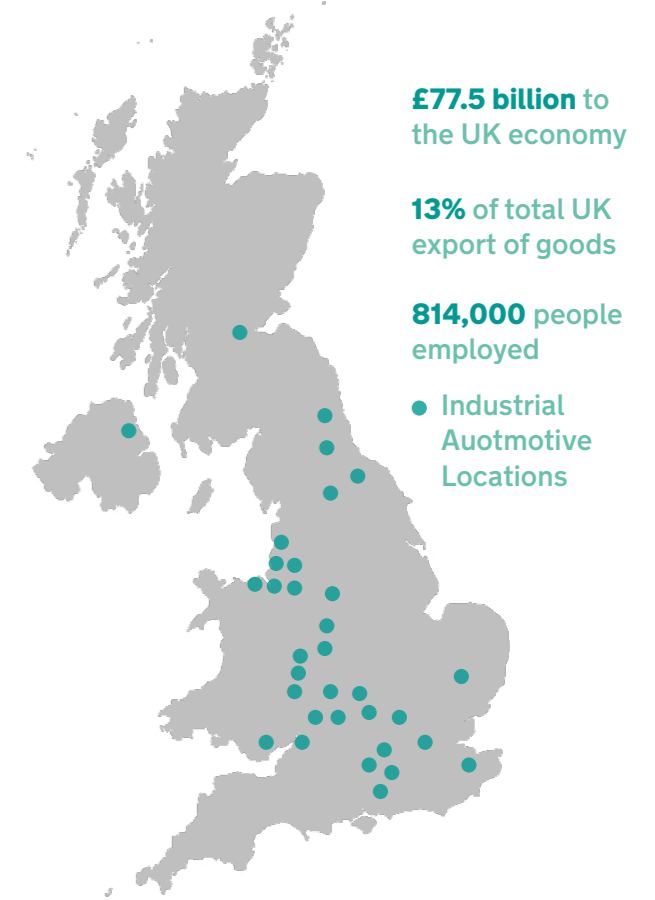 £77.5 billion to
the UK economy
13% of total UK
export of goods
814,000 people
employed
Industrial
Auotmotive
Locations